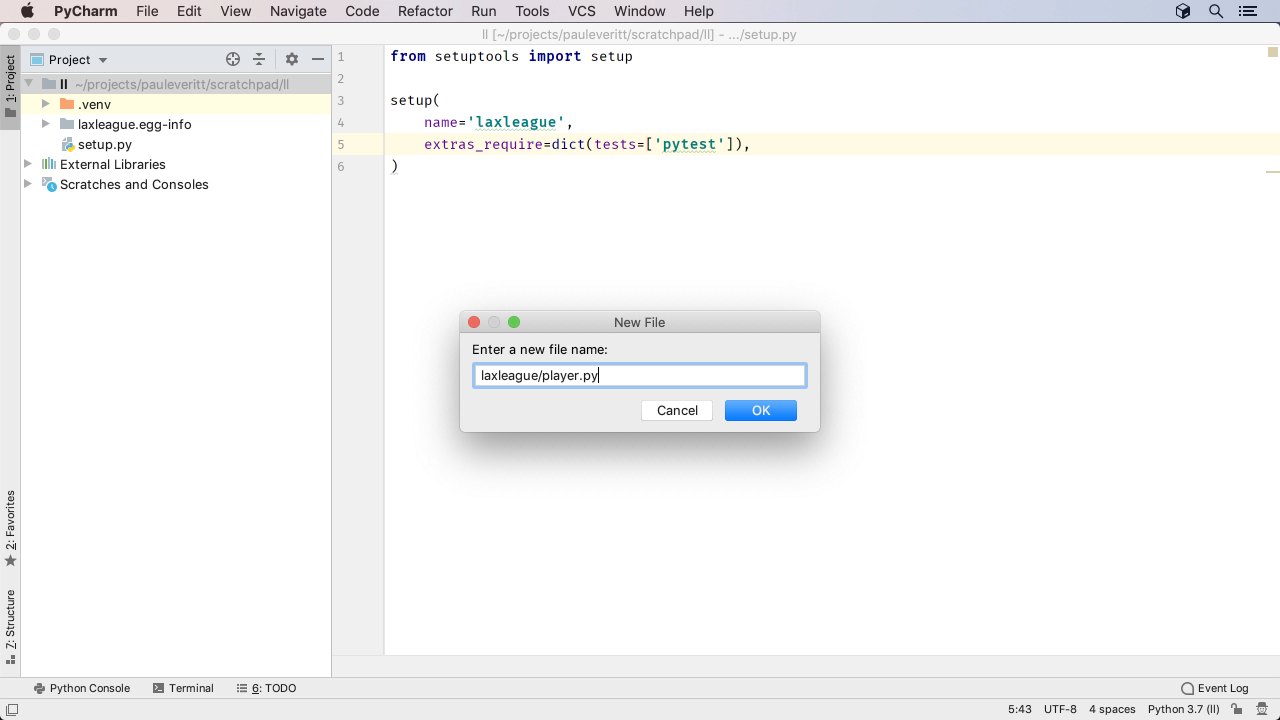 PyCharm File Edit View Navigate Code Refactor Run Tools VCS Window Help
ll [~/projects/pauleveritt/scratchpad/ll] - .../setup.py
1: Project
Project
ll ~/projects/pauleveritt/scratchpad/ll
.venv
laxleague.egg-info
setup.py
External Libraries
Scratches and Consoles
1 from setuptools import setup
2
3 setup(
4 name='laxleague',
5 extras_require=dict(tests=['pytest']),
6 )
New File
Enter a new file name:
laxleague/player.py
Cancel OK
2: Favorites
Z: Structure
Python Console Terminal 6: TODO Event Log
5:43 UTF-8 4 spaces Python 3.7 (ll)